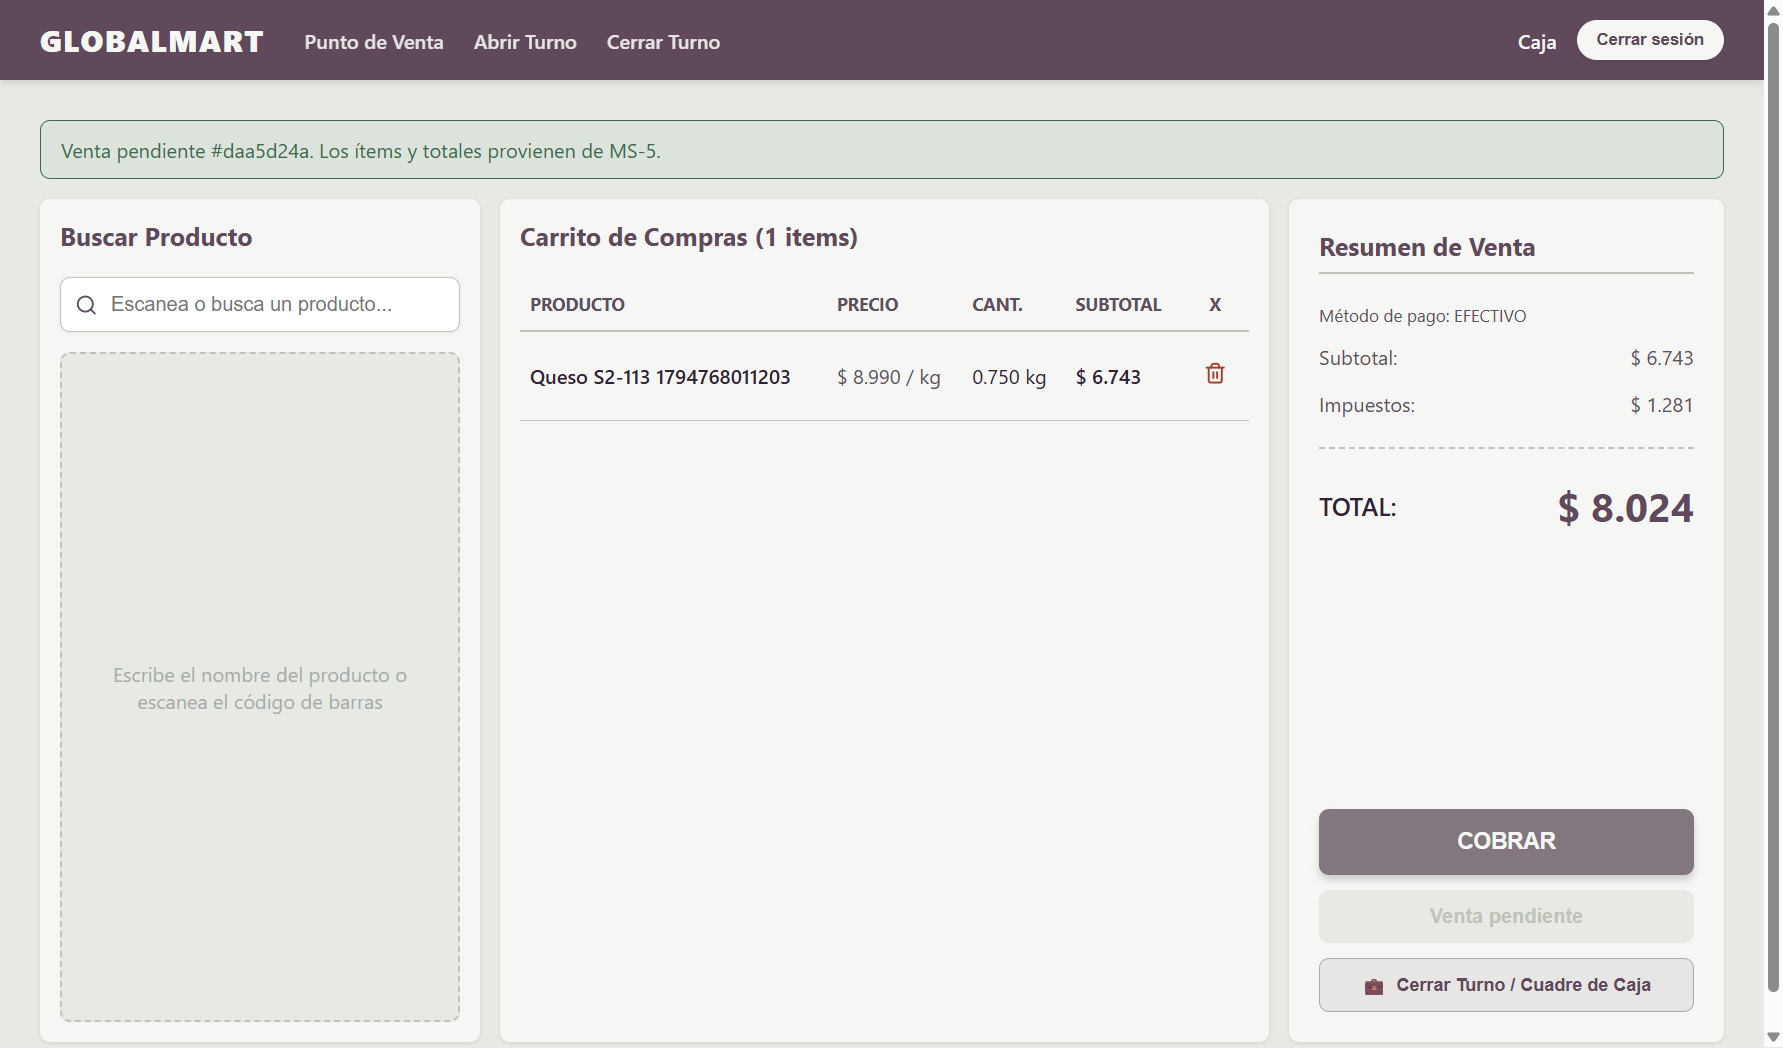 GLOBALMART
Punto de Venta
Abrir Turno
Cerrar Turno
Caja
Cerrar sesión
Venta pendiente #daa5d24a. Los ítems y totales provienen de MS-5.
Buscar Producto
Escanea o busca un producto...
Escribe el nombre del producto o
escanea el código de barras
Carrito de Compras (1 items)
PRODUCTO PRECIO CANT. SUBTOTAL X
Queso S2-113 1794768011203 $ 8.990 / kg 0.750 kg $ 6.743
Resumen de Venta
Método de pago: EFECTIVO
Subtotal: $ 6.743
Impuestos: $ 1.281
TOTAL: $ 8.024
COBRAR
Venta pendiente
Cerrar Turno / Cuadre de Caja